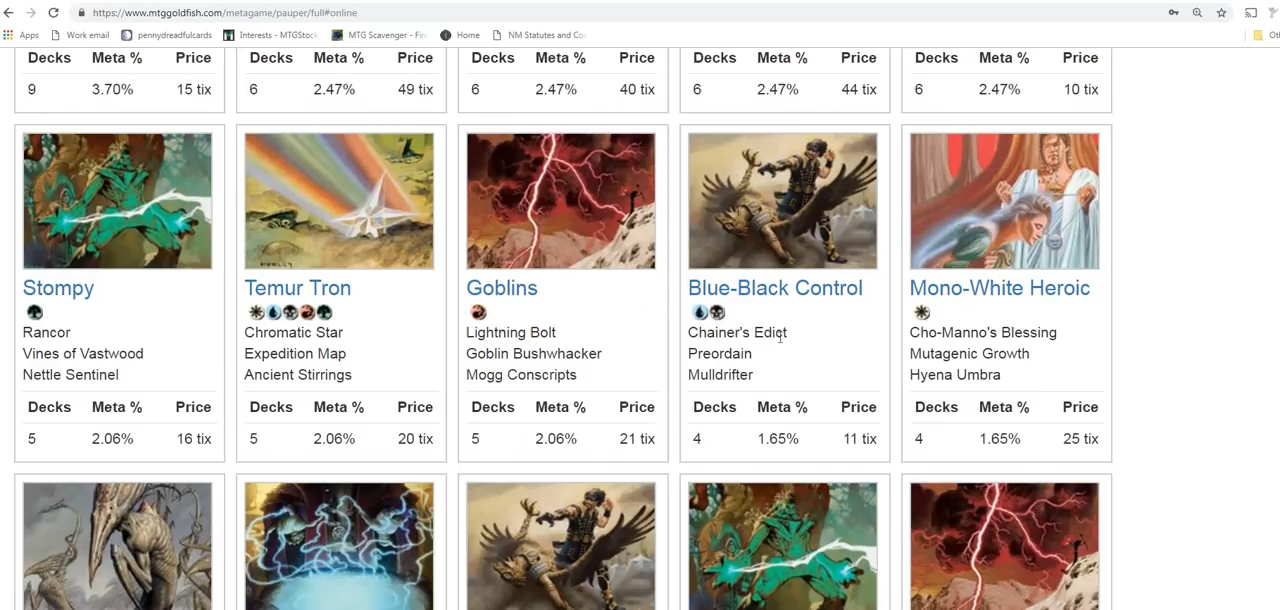 https://www.mtggoldfish.com/metagame/pauper/full#online
Apps Work email pennydreadfulcards Interests - MTGStock MTG Scavenger - Fin Home NM Statutes and Co Ot
Decks Meta % Price Decks Meta % Price Decks Meta % Price Decks Meta % Price Decks Meta % Price
9 3.70% 15 tix 6 2.47% 49 tix 6 2.47% 40 tix 6 2.47% 44 tix 6 2.47% 10 tix
Stompy
Rancor
Vines of Vastwood
Nettle Sentinel
Decks Meta % Price
5 2.06% 16 tix
Temur Tron
Chromatic Star
Expedition Map
Ancient Stirrings
Decks Meta % Price
5 2.06% 20 tix
Goblins
Lightning Bolt
Goblin Bushwhacker
Mogg Conscripts
Decks Meta % Price
5 2.06% 21 tix
Blue-Black Control
Chainer's Edict
Preordain
Mulldrifter
Decks Meta % Price
4 1.65% 11 tix
Mono-White Heroic
Cho-Manno's Blessing
Mutagenic Growth
Hyena Umbra
Decks Meta % Price
4 1.65% 25 tix